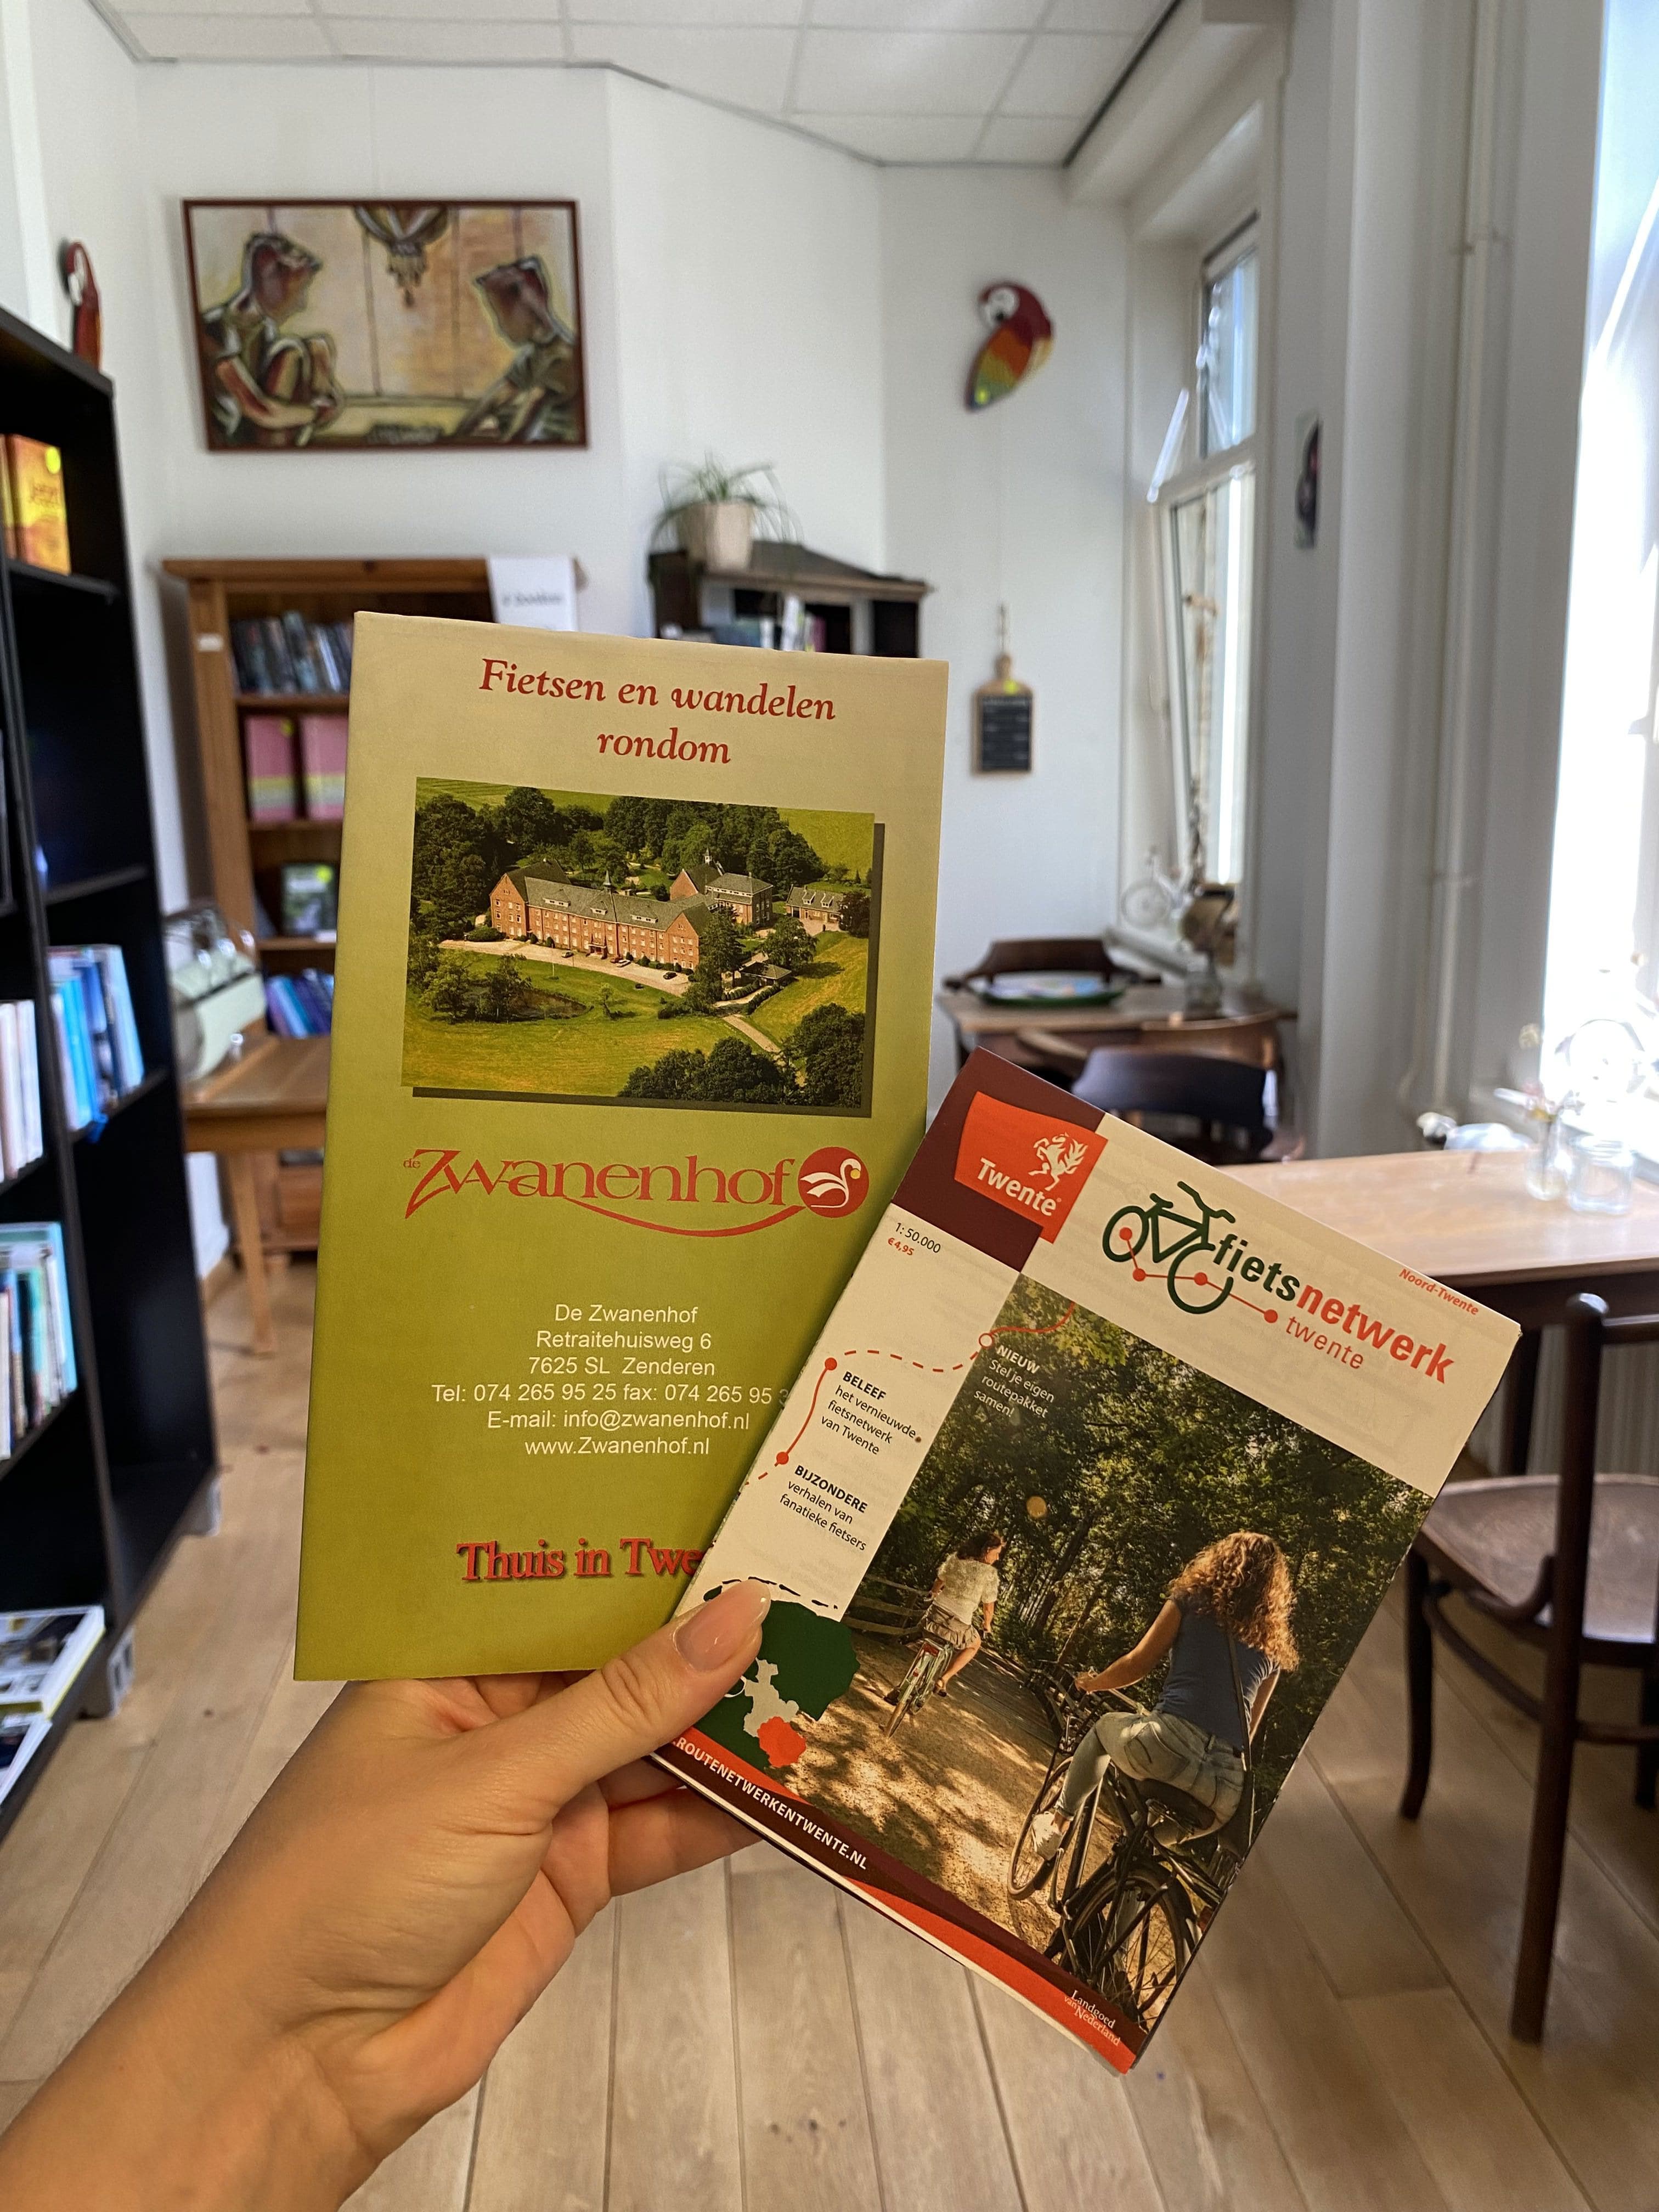 Fietsen en wandelen
rondom
de Zwanenhof
De Zwanenhof
Retraitehuisweg 6
7625 SL Zenderen
Tel: 074 265 95 25 fax: 074 265 95
E-mail: info@zwanenhof.nl
www.Zwanenhof.nl
Thuis in Twe
Twente
1:50.000
€4,95
fietsnetwerk
twente
Noord-Twente
NIEUW
Stel je eigen
routepakket
samen!
BELEEF
het vernieuwde
fietsnetwerk
van Twente
BIJZONDERE
verhalen van
fanatieke fietsers
.ROUTENETWERKENTWENTE.NL
Landgoed
van Nederland